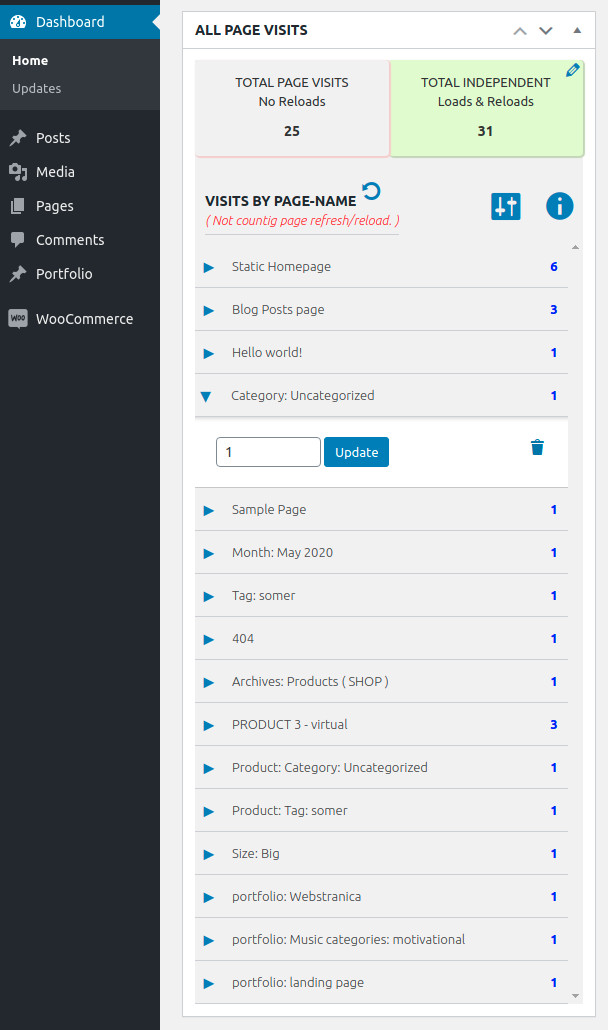 Dashboard
Home
Updates
Posts
Media
Pages
Comments
Portfolio
WOO WooCommerce
ALL PAGE VISITS
TOTAL PAGE VISITS
No Reloads
25
TOTAL INDEPENDENT
Loads & Reloads
31
VISITS BY PAGE-NAME
( Not countig page refresh/reload. )
Static Homepage 6
Blog Posts page 3
Hello world! 1
Category: Uncategorized 1
1 Update
Sample Page 1
Month: May 2020 1
Tag: somer 1
404 1
Archives: Products ( SHOP ) 1
PRODUCT 3 - virtual 3
Product: Category: Uncategorized 1
Product: Tag: somer 1
Size: Big 1
portfolio: Webstranica 1
portfolio: Music categories: motivational 1
portfolio: landing page 1